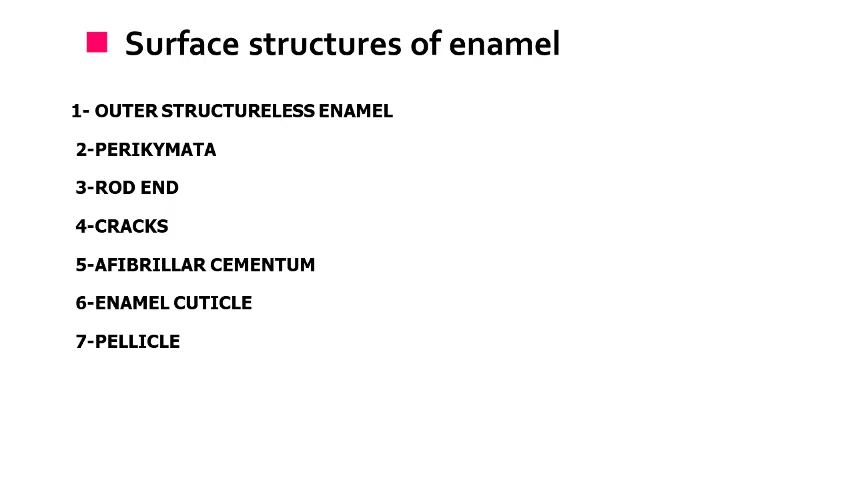 Surface structures of enamel
1- OUTER STRUCTURELESS ENAMEL
2-PERIKYMATA
3-ROD END
4-CRACKS
5-AFIBRILLAR CEMENTUM
6-ENAMEL CUTICLE
7-PELLICLE